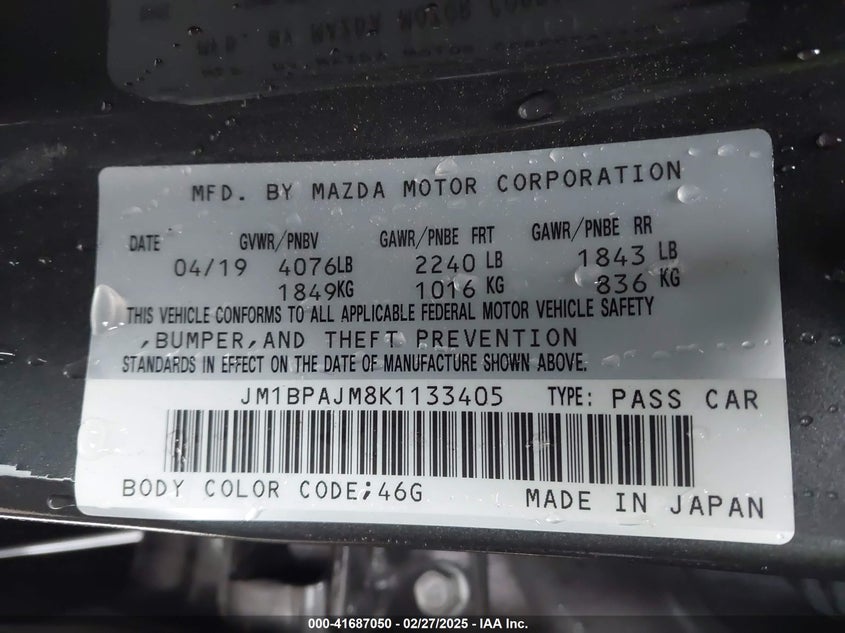 MFD. BY MAZDA MOTOR CORPORATION
DATE GVWR/PNBV GAWR/PNBE FRT GAWR/PNBE RR
04/19 4076LB 2240 LB 1843 LB
1849KG 1016 KG 836 KG
THIS VEHICLE CONFORMS TO ALL APPLICABLE FEDERAL MOTOR VEHICLE SAFETY
,BUMPER,AND THEFT PREVENTION
STANDARDS IN EFFECT ON THE DATE OF MANUFACTURE SHOWN ABOVE.
JM1BPAJM8K1133405 TYPE: PASS CAR
BODY COLOR CODE;46G MADE IN JAPAN
000-41687050 — 02/27/2025 — IAA Inc.